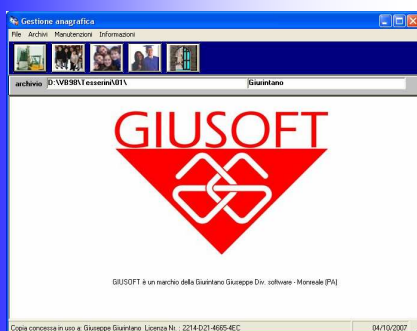 Gestione anagrafica
File Archivi Manutenzioni Informazioni
archivio D:\VB98\Tesserini\01\ Giurintano
GIUSOFT
GIUSOFT è un marchio della Giurintano Giuseppe Div. software - Monreale (PA)
Copia concessa in uso a: Giuseppe Giurintano Licenza Nr. : 2214-D21-4665-4EC 04/10/2007